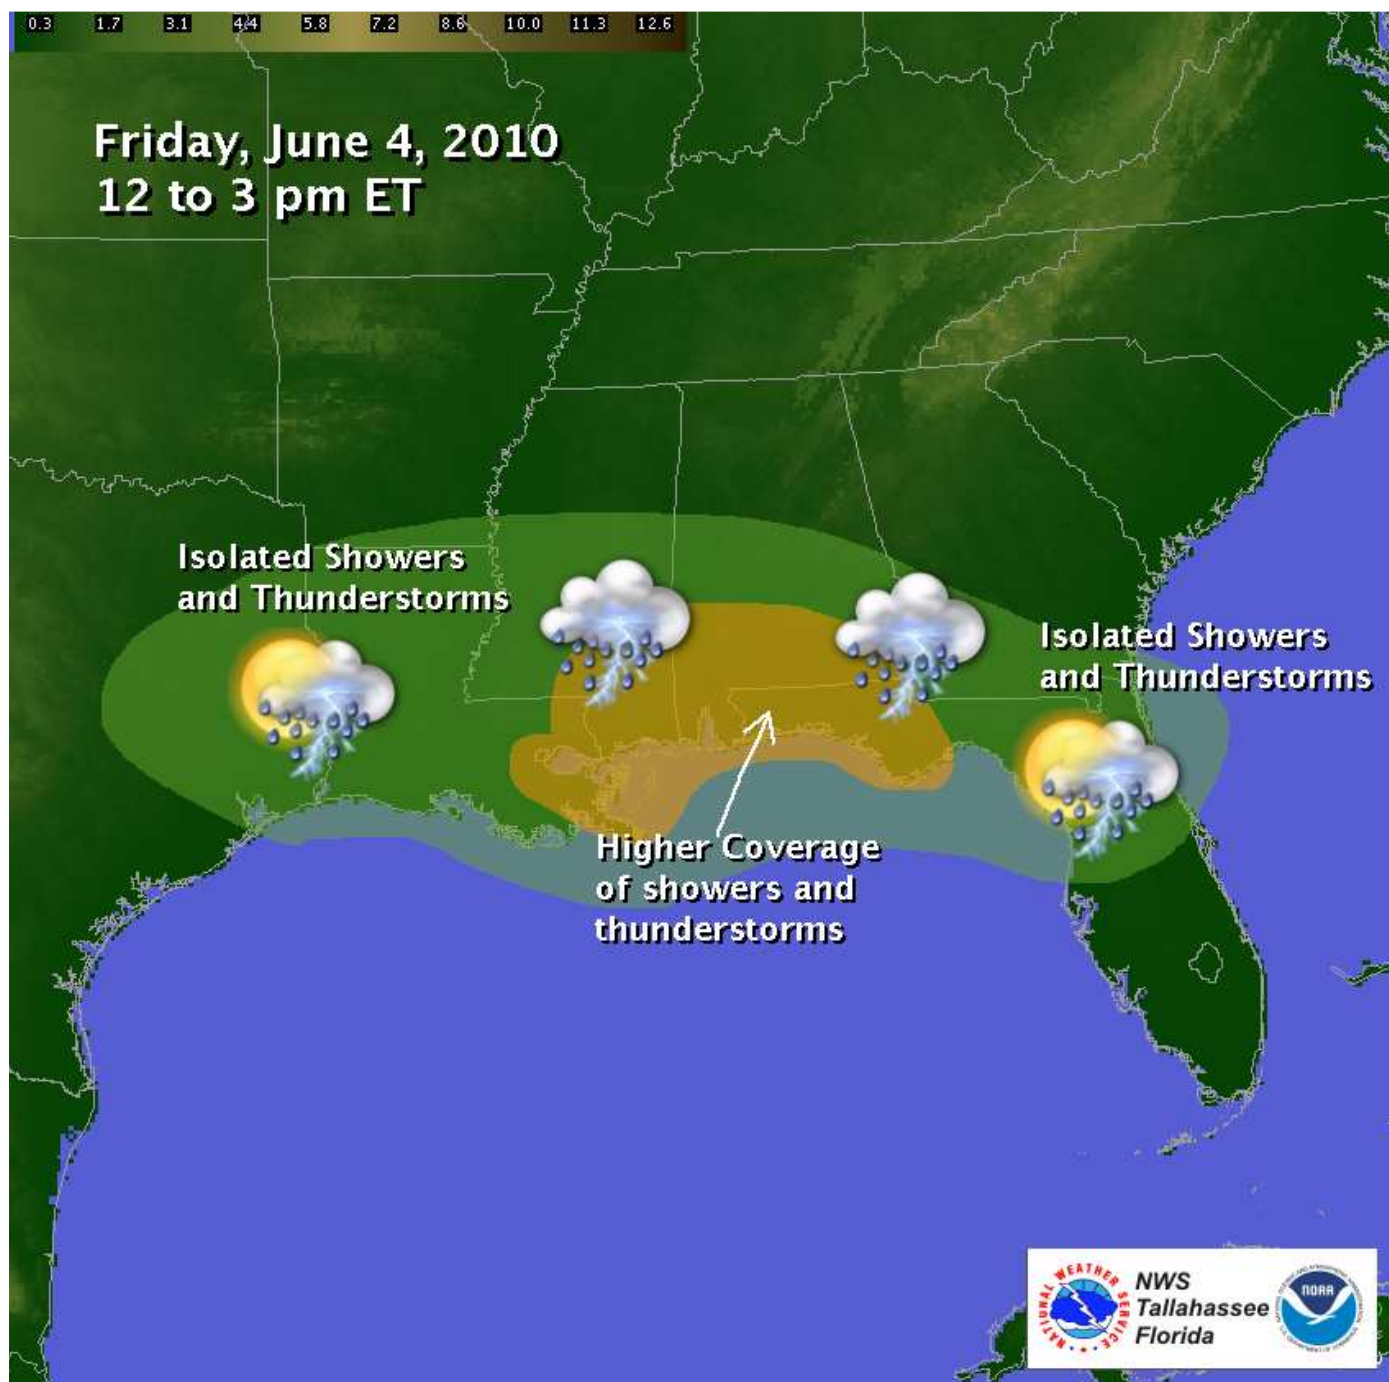 0.3 1.7 3.1 4.4 5.8 7.2 8.6 10.0 11.3 12.6
Friday, June 4, 2010
12 to 3 pm ET
Isolated Showers
and Thunderstorms
Isolated Showers
and Thunderstorms
Higher Coverage
of showers and
thunderstorms
NATIONAL WEATHER SERVICE
NWS
Tallahassee
Florida
NOAA